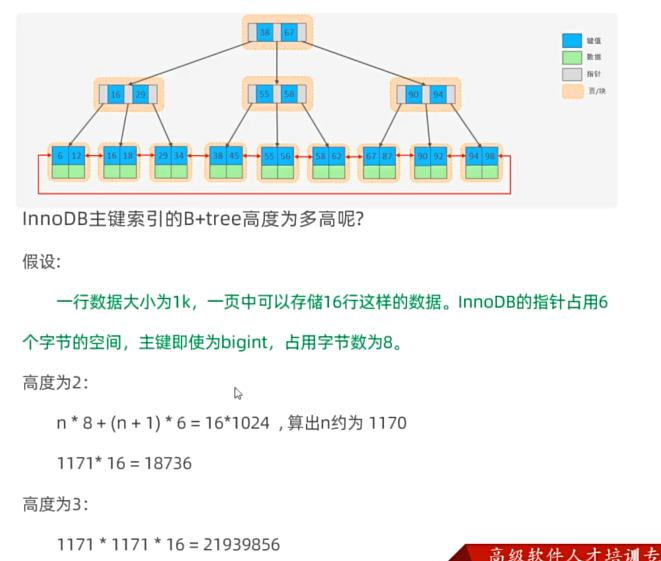 38 67
键值
数据
指针
页/块
16 29
55 58
90 94
6 12 16 18 29 34 38 45 55 56 58 62 67 87 90 92 94 98
InnoDB主键索引的B+tree高度为多高呢?
假设:
一行数据大小为1k，一页中可以存储16行这样的数据。InnoDB的指针占用6
个字节的空间，主键即使为bigint，占用字节数为8。
高度为2：
n * 8 + (n + 1) * 6 = 16*1024 , 算出n约为 1170
1171* 16 = 18736
高度为3：
1171 * 1171 * 16 = 21939856
高级软件人才培训专